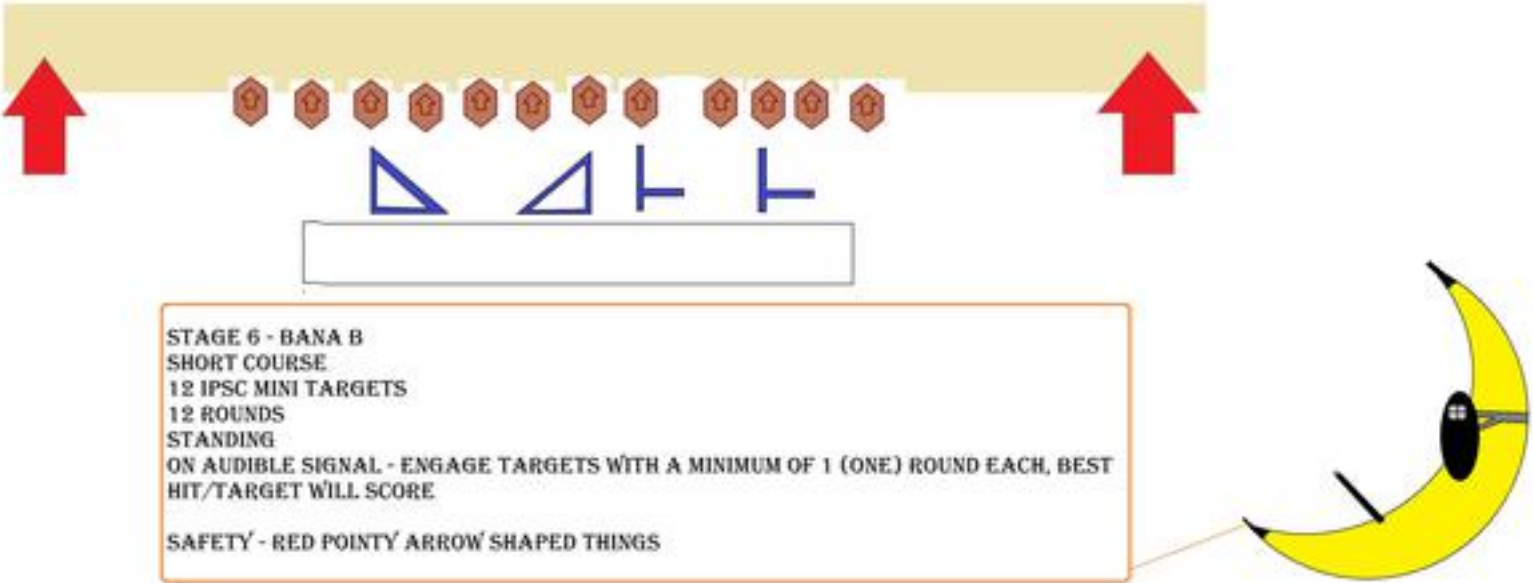 STAGE 6 - BANA B
SHORT COURSE
12 IPSC MINI TARGETS
12 ROUNDS
STANDING
ON AUDIBLE SIGNAL - ENGAGE TARGETS WITH A MINIMUM OF 1 (ONE) ROUND EACH, BEST
HIT/TARGET WILL SCORE
SAFETY - RED POINTY ARROW SHAPED THINGS